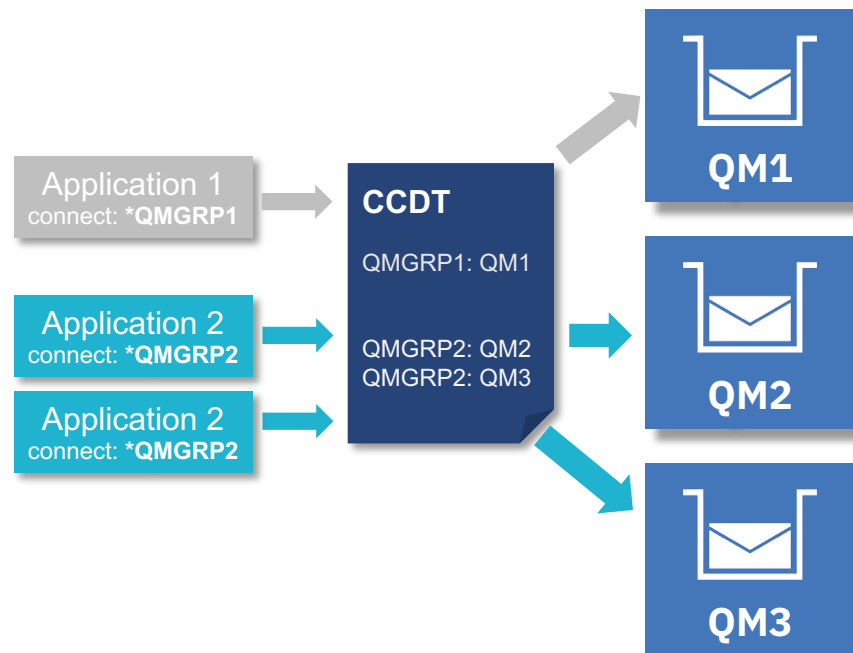 Application 1
connect: *QMGRP1
Application 2
connect: *QMGRP2
Application 2
connect: *QMGRP2
CCDT
QMGRP1: QM1
QMGRP2: QM2
QMGRP2: QM3
QM1
QM2
QM3